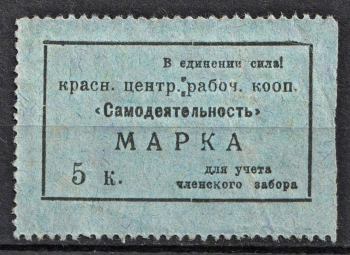 В единении сила!
красн. центр. рабоч. кооп.
«Самодеятельность»
МАРКА
5 к. для учета
членского забора